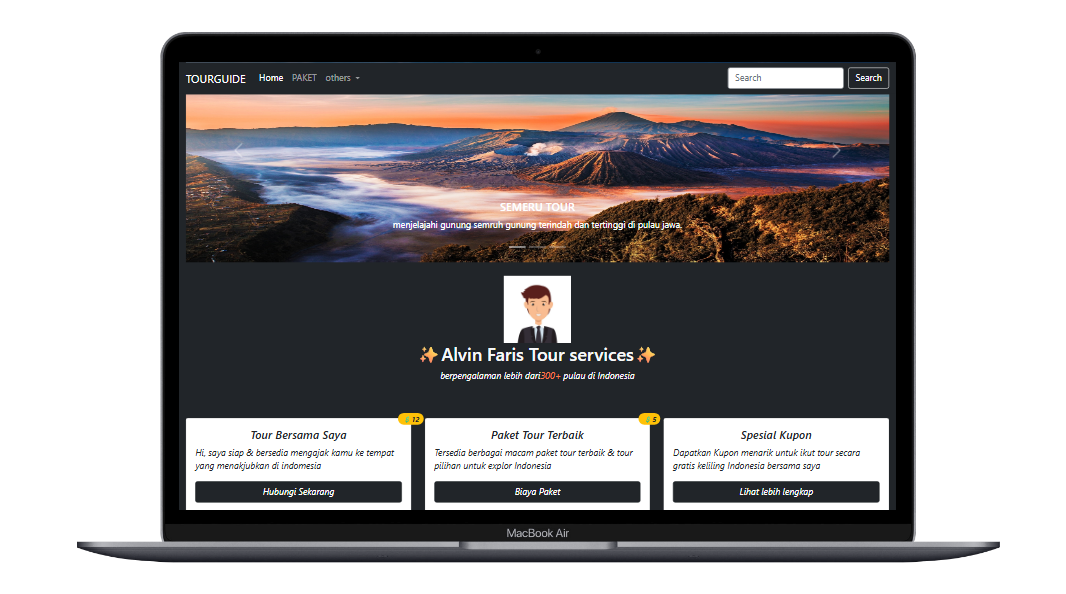 TOURGUIDE Home PAKET others Search Search
SEMERU TOUR
menjelajahi gunung semruh gunung terindah dan tertinggi di pulau jawa.
✨Alvin Faris Tour services✨
berpengalaman lebih dari300+ pulau di Indonesia
12
Tour Bersama Saya
Hi, saya siap & bersedia mengajak kamu ke tempat
yang menakjubkan di indomesia
Hubungi Sekarang
5
Paket Tour Terbaik
Tersedia berbagai macam paket tour terbaik & tour
pilihan untuk explor Indonesia
Biaya Paket
Spesial Kupon
Dapatkan Kupon menarik untuk ikut tour secara
gratis keliling Indonesia bersama saya
Lihat lebih lengkap
MacBook Air